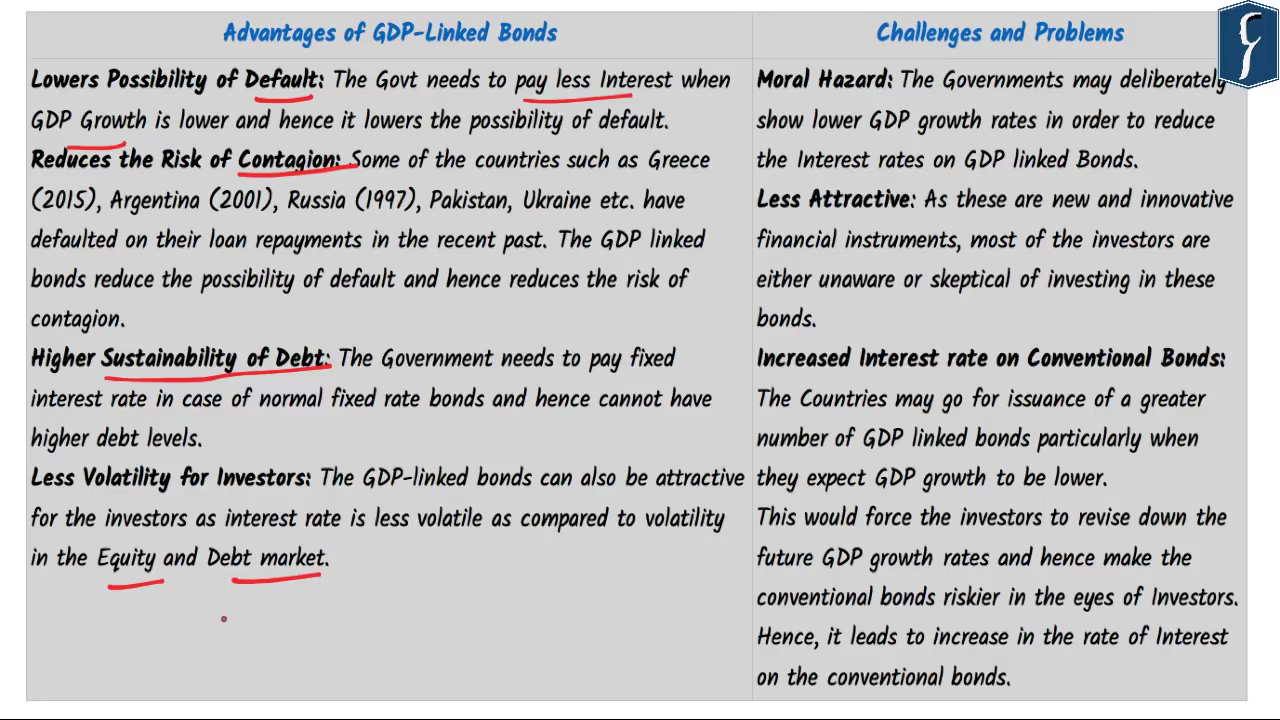 Advantages of GDP-Linked Bonds
Lowers Possibility of Default: The Govt needs to pay less Interest when
GDP Growth is lower and hence it lowers the possibility of default.
Reduces the Risk of Contagion: Some of the countries such as Greece
(2015), Argentina (2001), Russia (1997), Pakistan, Ukraine etc. have
defaulted on their loan repayments in the recent past. The GDP linked
bonds reduce the possibility of default and hence reduces the risk of
contagion.
Higher Sustainability of Debt: The Government needs to pay fixed
interest rate in case of normal fixed rate bonds and hence cannot have
higher debt levels.
Less Volatility for Investors: The GDP-linked bonds can also be attractive
for the investors as interest rate is less volatile as compared to volatility
in the Equity and Debt market.
Challenges and Problems
Moral Hazard: The Governments may deliberately
show lower GDP growth rates in order to reduce
the Interest rates on GDP linked Bonds.
Less Attractive: As these are new and innovative
financial instruments, most of the investors are
either unaware or skeptical of investing in these
bonds.
Increased Interest rate on Conventional Bonds:
The Countries may go for issuance of a greater
number of GDP linked bonds particularly when
they expect GDP growth to be lower.
This would force the investors to revise down the
future GDP growth rates and hence make the
conventional bonds riskier in the eyes of Investors.
Hence, it leads to increase in the rate of Interest
on the conventional bonds.